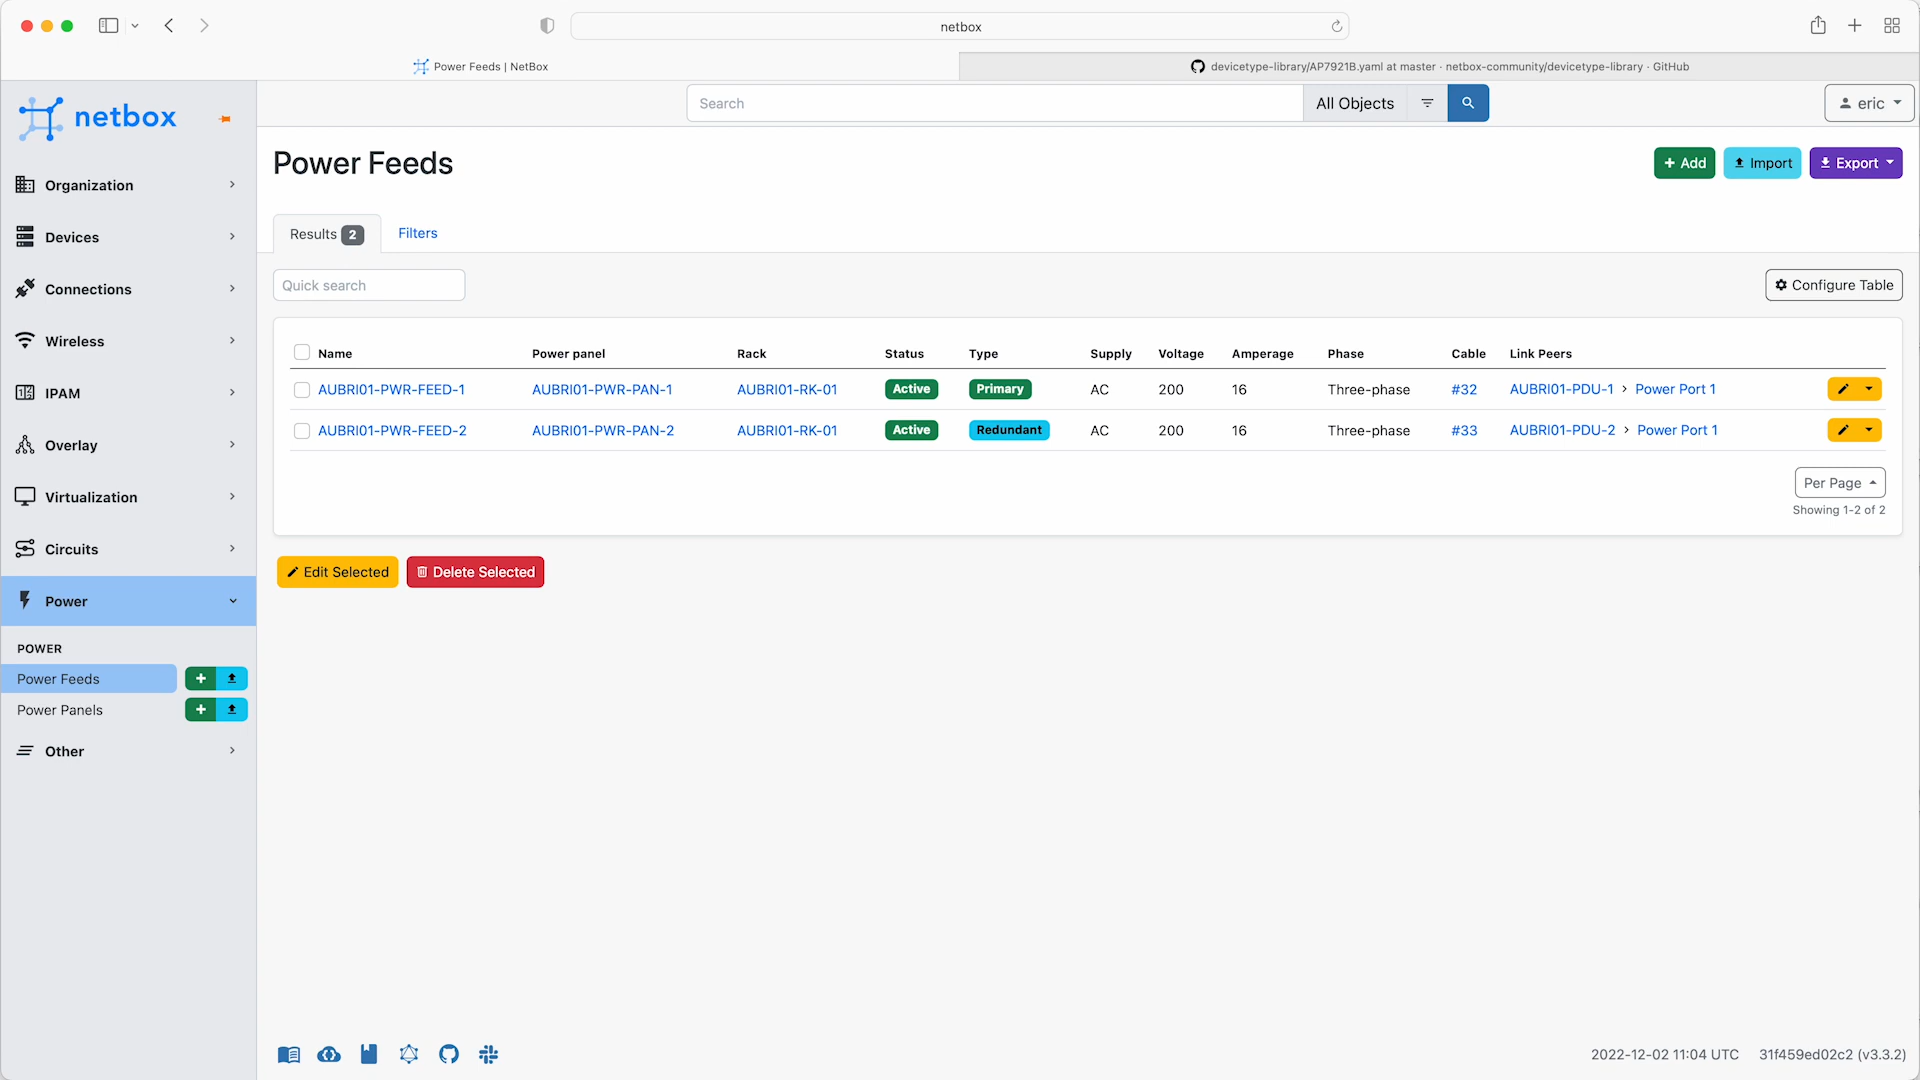 netbox
Power Feeds | NetBox
devicetype-library/AP7921B.yaml at master · netbox-community/devicetype-library · GitHub
netbox
Search
All Objects
eric
Organization
Devices
Connections
Wireless
IPAM
Overlay
Virtualization
Circuits
Power
POWER
Power Feeds
Power Panels
Other
Power Feeds
Add
Import
Export
Results 2
Filters
Quick search
Configure Table
Name Power panel Rack Status Type Supply Voltage Amperage Phase Cable Link Peers
AUBRI01-PWR-FEED-1 AUBRI01-PWR-PAN-1 AUBRI01-RK-01 Active Primary AC 200 16 Three-phase #32 AUBRI01-PDU-1 > Power Port 1
AUBRI01-PWR-FEED-2 AUBRI01-PWR-PAN-2 AUBRI01-RK-01 Active Redundant AC 200 16 Three-phase #33 AUBRI01-PDU-2 > Power Port 1
Per Page
Showing 1-2 of 2
Edit Selected
Delete Selected
2022-12-02 11:04 UTC 31f459ed02c2 (v3.3.2)